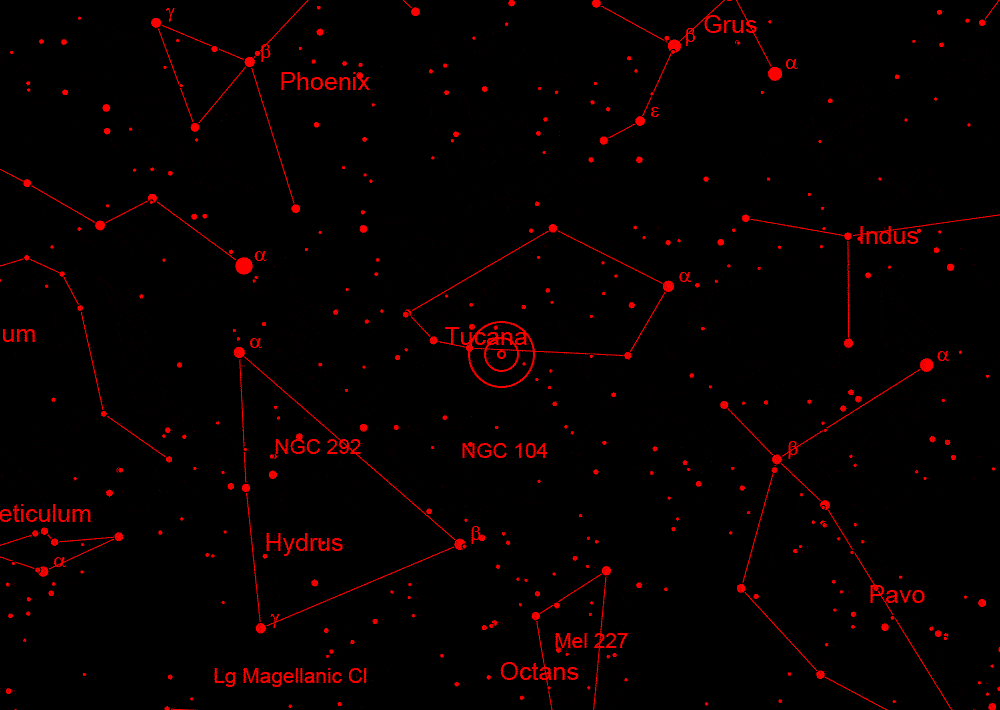 γ
Grus
β
β
α
Phoenix
ε
Indus
α
α
um
Tucana
α
α
NGC 292
NGC 104
β
eticulum
Hydrus
β
α
Pavo
γ
Mel 227
Lg Magellanic Cl
Octans